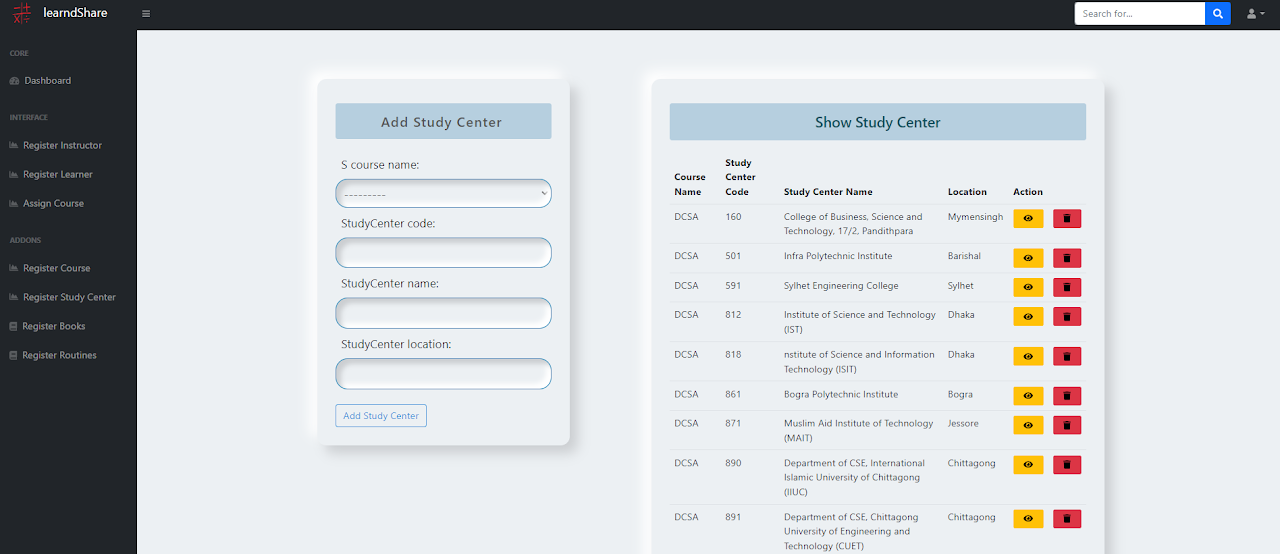 learndShare
Search for...
CORE
Dashboard
INTERFACE
Register Instructor
Register Learner
Assign Course
ADDONS
Register Course
Register Study Center
Register Books
Register Routines
Add Study Center
S course name:
---------
StudyCenter code:
StudyCenter name:
StudyCenter location:
Add Study Center
Show Study Center
Course Name
Study Center Code
Study Center Name
Location
Action
DCSA 160 College of Business, Science and Mymensingh
Technology, 17/2, Pandithpara
DCSA 501 Infra Polytechnic Institute Barishal
DCSA 591 Sylhet Engineering College Sylhet
DCSA 812 Institute of Science and Technology Dhaka
(IST)
DCSA 818 nstitute of Science and Information Dhaka
Technology (ISIT)
DCSA 861 Bogra Polytechnic Institute Bogra
DCSA 871 Muslim Aid Institute of Technology Jessore
(MAIT)
DCSA 890 Department of CSE, International Chittagong
Islamic University of Chittagong
(IIUC)
DCSA 891 Department of CSE, Chittagong Chittagong
University of Engineering and
Technology (CUET)